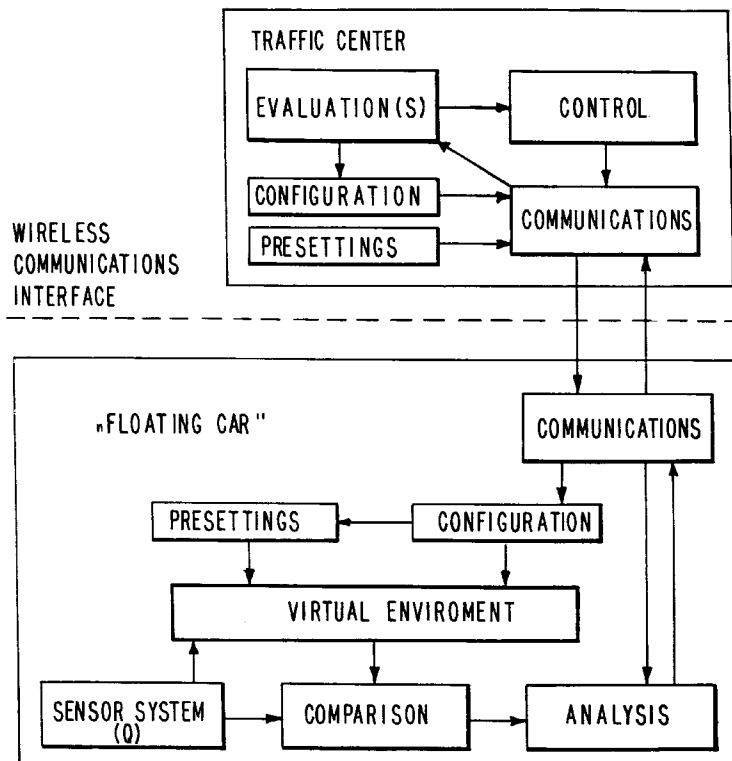 TRAFFIC CENTER
EVALUATION(S)
CONTROL
CONFIGURATION
COMMUNICATIONS
PRESETTINGS
WIRELESS
COMMUNICATIONS
INTERFACE
„FLOATING CAR"
COMMUNICATIONS
PRESETTINGS
CONFIGURATION
VIRTUAL ENVIROMENT
SENSOR SYSTEM
(Q)
COMPARISON
ANALYSIS